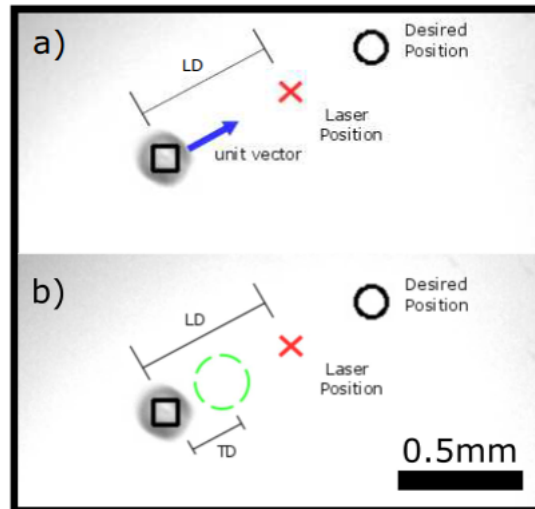 a)
LD
Desired
Position
Laser
Position
unit vector
b)
LD
Desired
Position
Laser
Position
TD
0.5mm